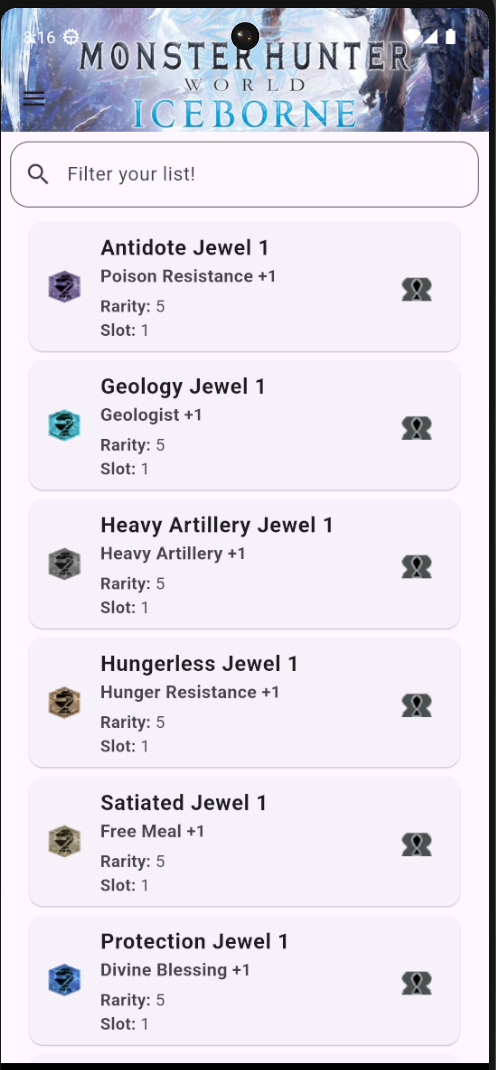 8:16
MONSTER HUNTER
WORLD
ICEBORNE
Filter your list!
Antidote Jewel 1
Poison Resistance +1
Rarity: 5
Slot: 1
Geology Jewel 1
Geologist +1
Rarity: 5
Slot: 1
Heavy Artillery Jewel 1
Heavy Artillery +1
Rarity: 5
Slot: 1
Hungerless Jewel 1
Hunger Resistance +1
Rarity: 5
Slot: 1
Satiated Jewel 1
Free Meal +1
Rarity: 5
Slot: 1
Protection Jewel 1
Divine Blessing +1
Rarity: 5
Slot: 1